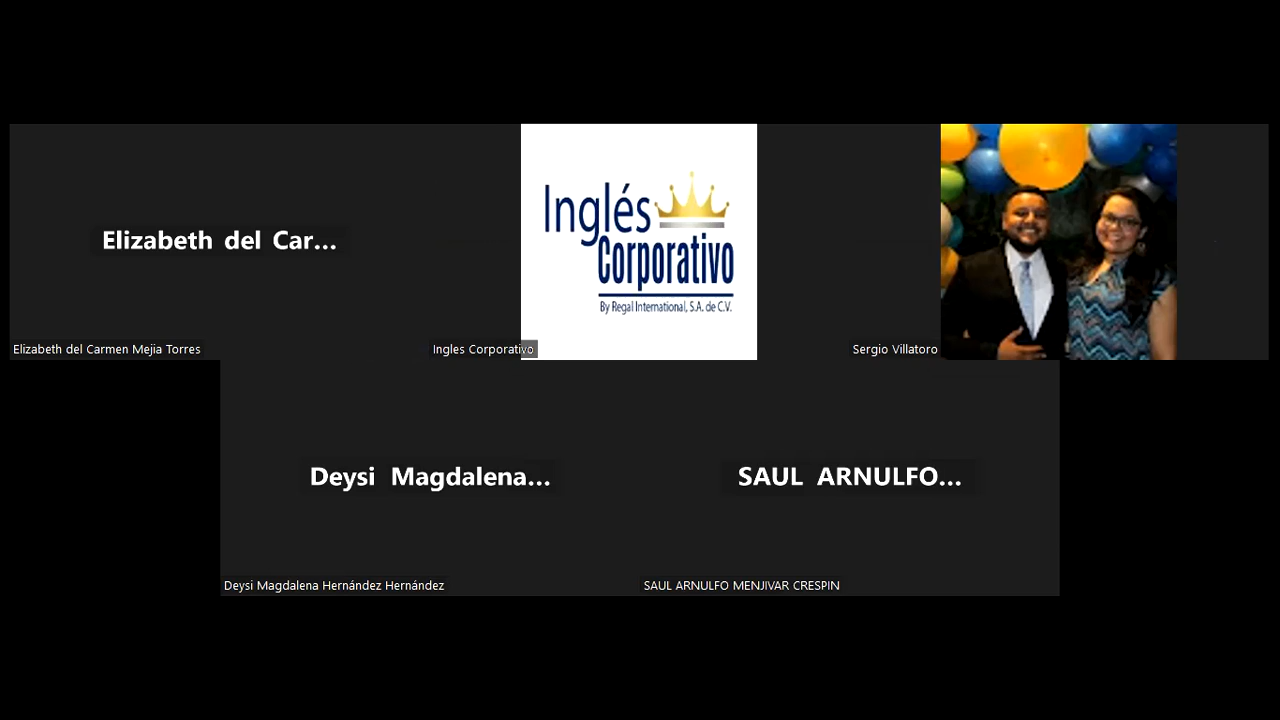 Elizabeth del Car...
Elizabeth del Carmen Mejia Torres
Inglés
Corporativo
By Regal International, S.A. de C.V.
Ingles Corporativo
Sergio Villatoro
Deysi Magdalena...
Deysi Magdalena Hernández Hernández
SAUL ARNULFO...
SAUL ARNULFO MENJIVAR CRESPIN